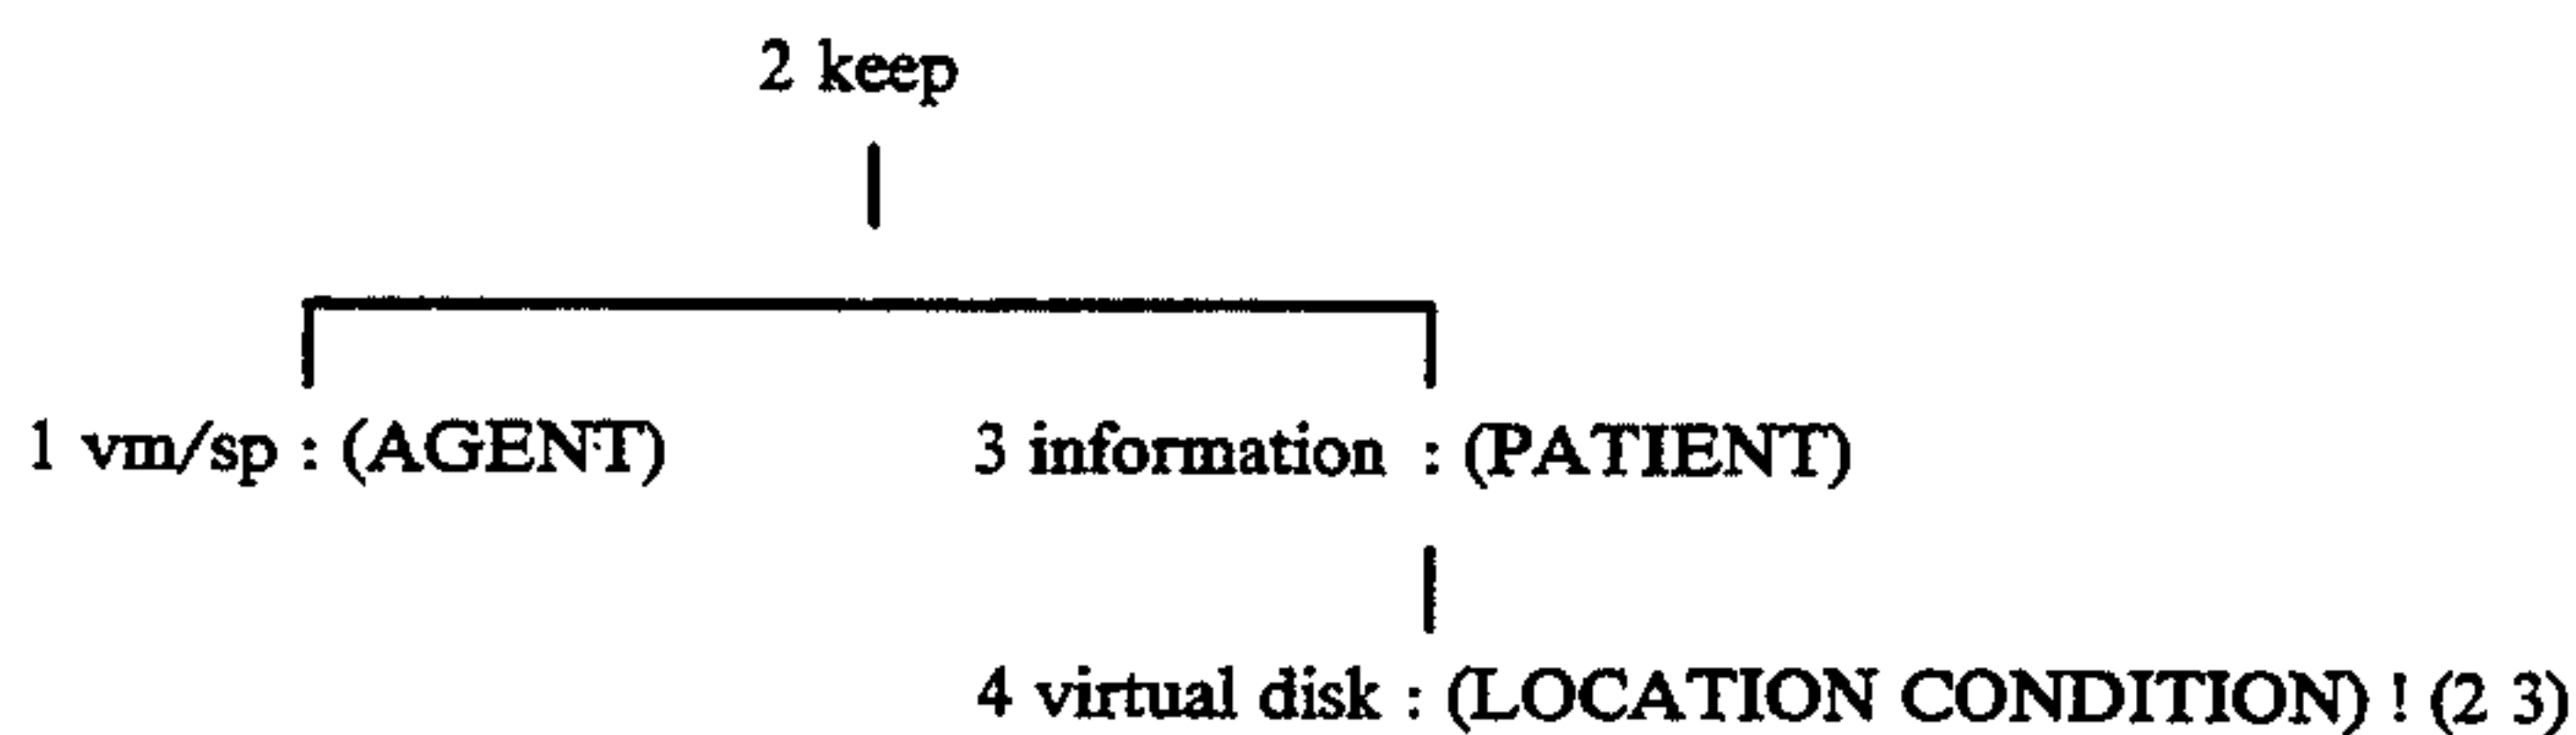 2 keep
1 vm/sp : (AGENT) 3 information : (PATIENT)
4 virtual disk : (LOCATION CONDITION) ! (2 3)